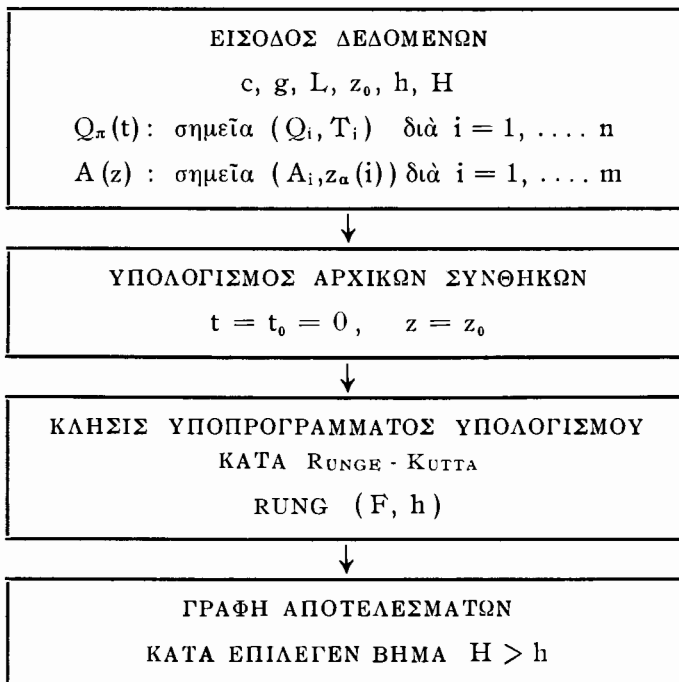 ΕΙΣΟΔΟΣ ΔΕΔΟΜΕΝΩΝ
c, g, L, z₀, h, H
Qπ(t): σημεῖα (Qᵢ, Tᵢ) διὰ i = 1, .... n
A(z) : σημεῖα (Aᵢ,zα(i)) διὰ i = 1, .... m
↓
ΥΠΟΛΟΓΙΣΜΟΣ ΑΡΧΙΚΩΝ ΣΥΝΘΗΚΩΝ
t = t₀ = 0, z = z₀
↓
ΚΛΗΣΙΣ ΥΠΟΠΡΟΓΡΑΜΜΑΤΟΣ ΥΠΟΛΟΓΙΣΜΟΥ
ΚΑΤΑ RUNGE - KUTTA
RUNG (F, h)
↓
ΓΡΑΦΗ ΑΠΟΤΕΛΕΣΜΑΤΩΝ
ΚΑΤΑ ΕΠΙΛΕΓΕΝ ΒΗΜΑ H > h